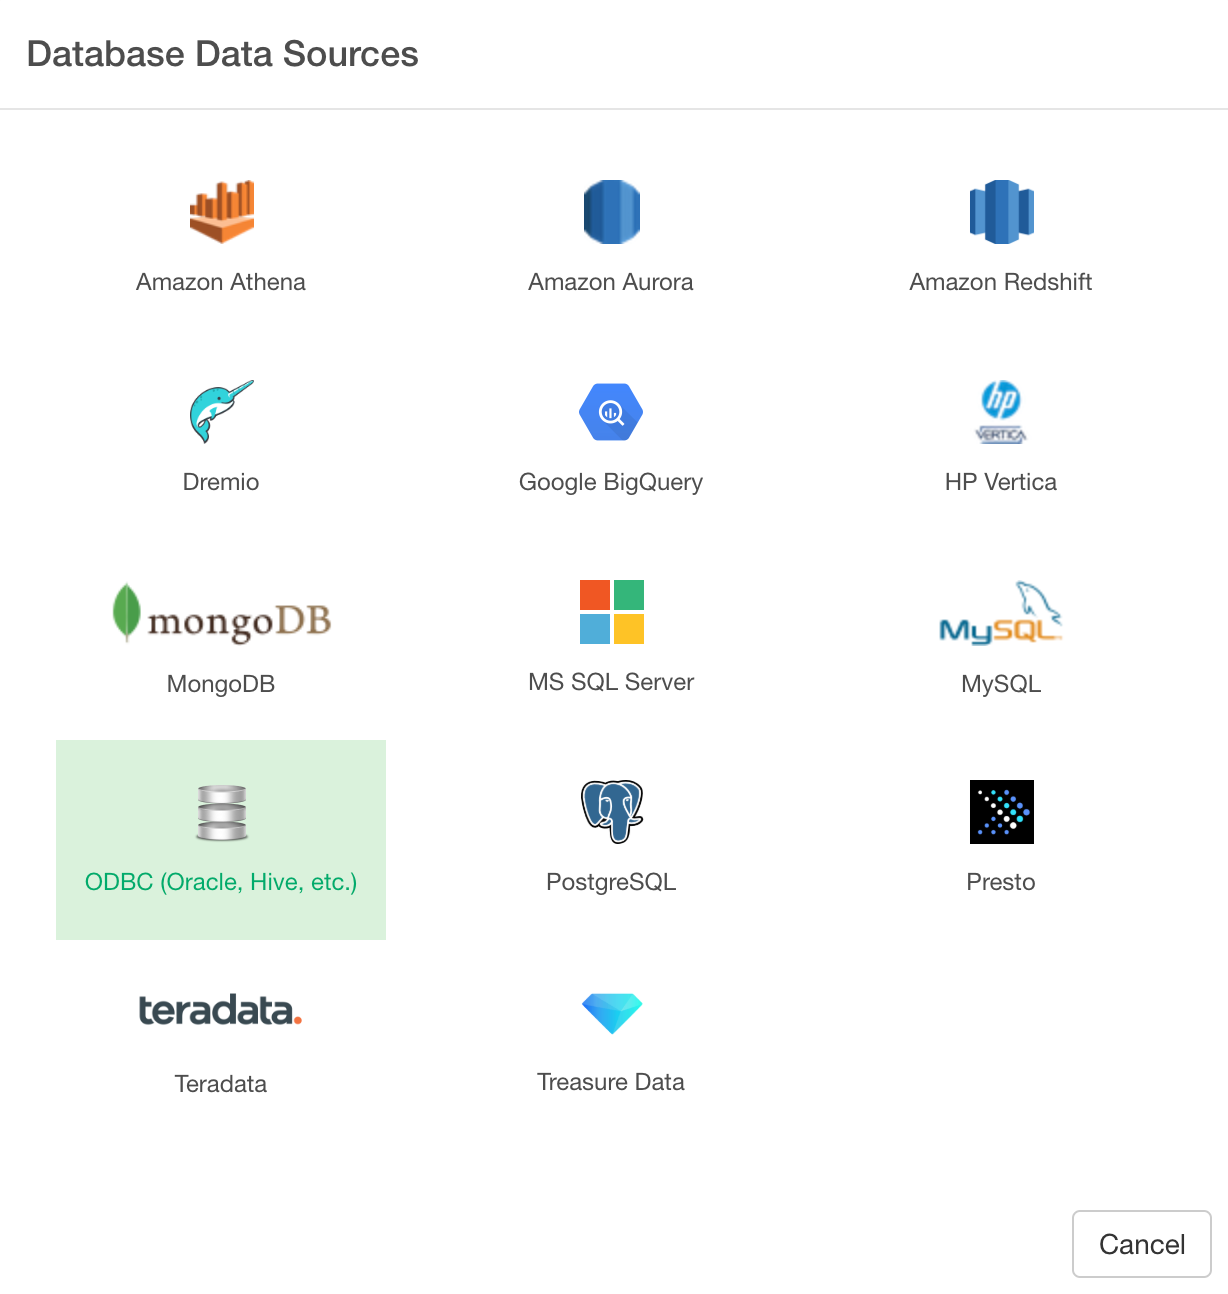 Database Data Sources
Amazon Athena
Amazon Aurora
Amazon Redshift
hp
VERTICA
Dremio
Google BigQuery
HP Vertica
mongoDB
MySQL
MongoDB
MS SQL Server
MySQL
ODBC (Oracle, Hive, etc.)
PostgreSQL
Presto
teradata.
Teradata
Treasure Data
Cancel